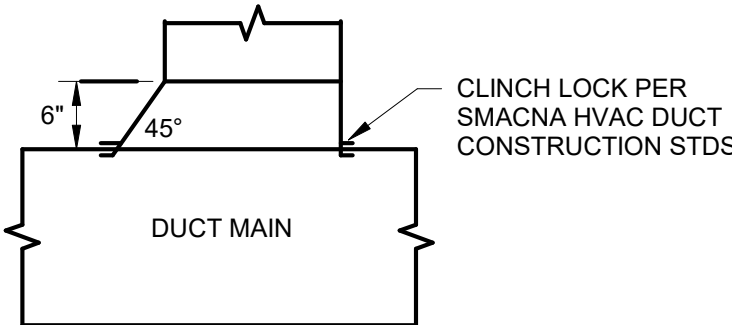 6"
45°
CLINCH LOCK PER
SMACNA HVAC DUCT
CONSTRUCTION STDS
DUCT MAIN